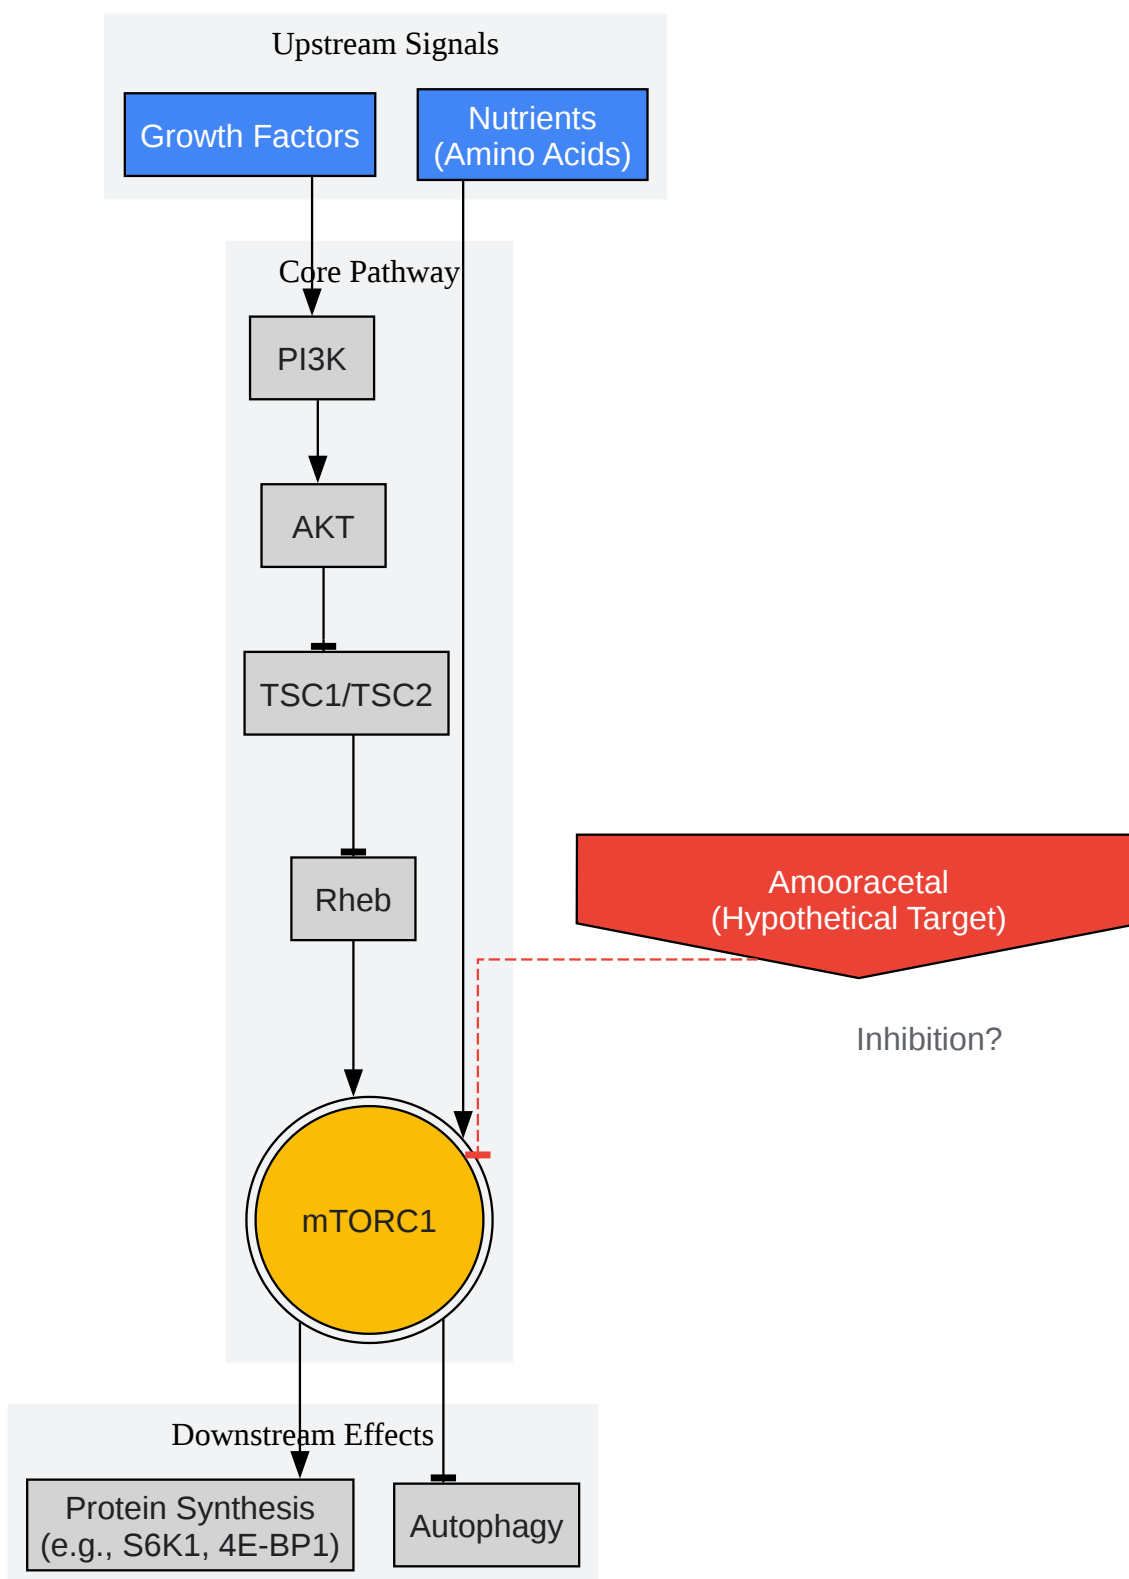 Upstream Signals
Growth Factors
Nutrients
(Amino Acids)
Core Pathway
PI3K
AKT
TSC1/TSC2
Rheb
Amooracetal
(Hypothetical Target)
Inhibition?
mTORC1
Downstream Effects
Protein Synthesis
(e.g., S6K1, 4E-BP1)
Autophagy